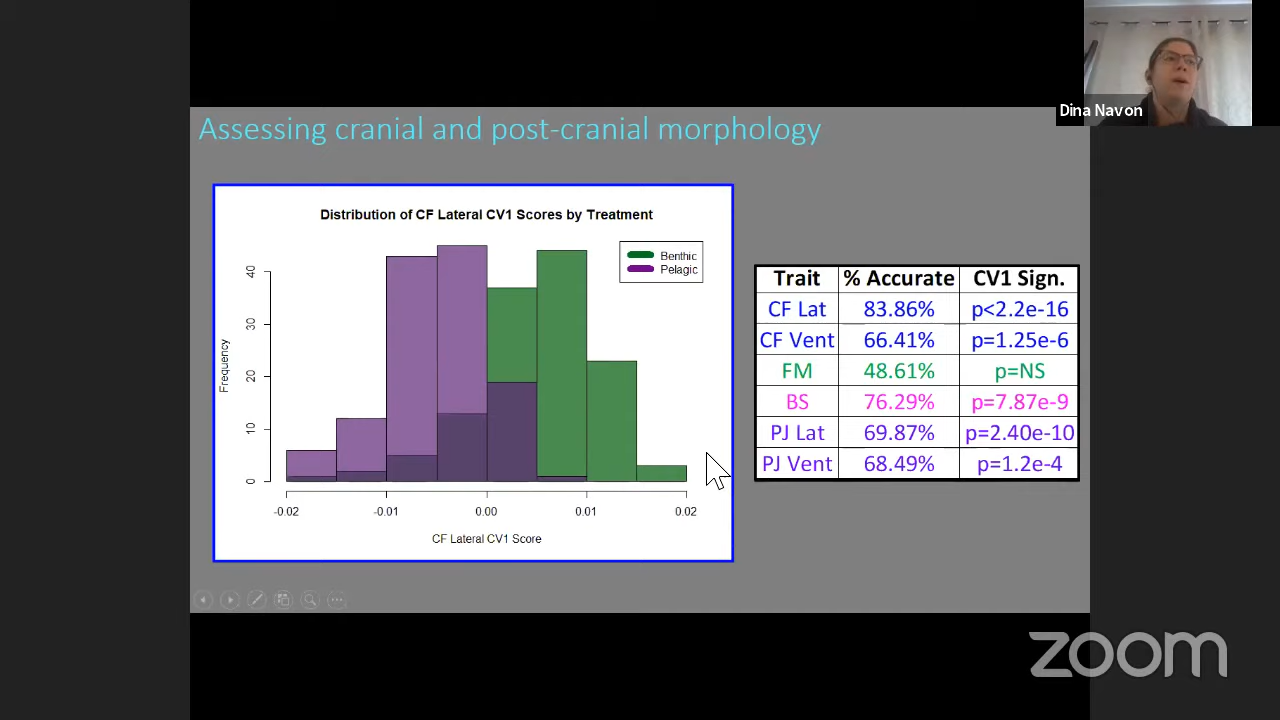 Dina Navon
Assessing cranial and post-cranial morphology
Distribution of CF Lateral CV1 Scores by Treatment
Benthic
Pelagic
Frequency
40
30
20
10
0
-0.02 -0.01 0.00 0.01 0.02
CF Lateral CV1 Score
Trait % Accurate CV1 Sign.
CF Lat 83.86% p<2.2e-16
CF Vent 66.41% p=1.25e-6
FM 48.61% p=NS
BS 76.29% p=7.87e-9
PJ Lat 69.87% p=2.40e-10
PJ Vent 68.49% p=1.2e-4
zoom